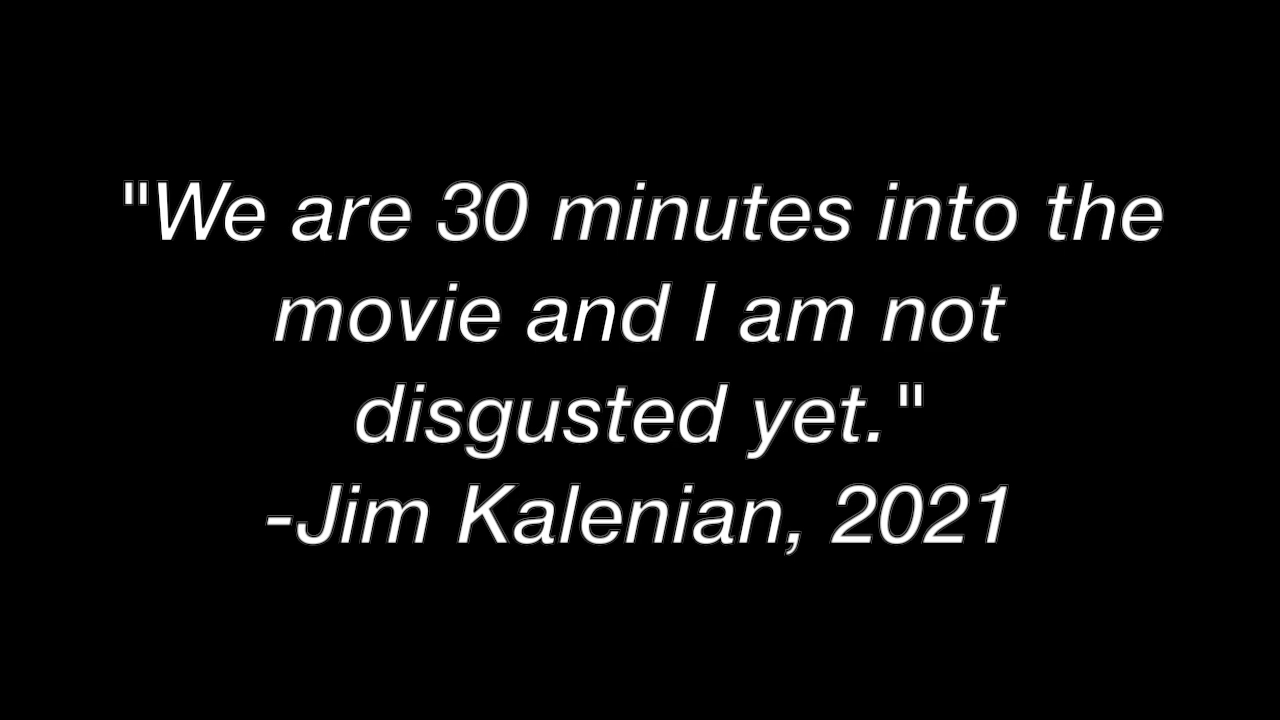 "We are 30 minutes into the
movie and I am not
disgusted yet."
-Jim Kalenian, 2021